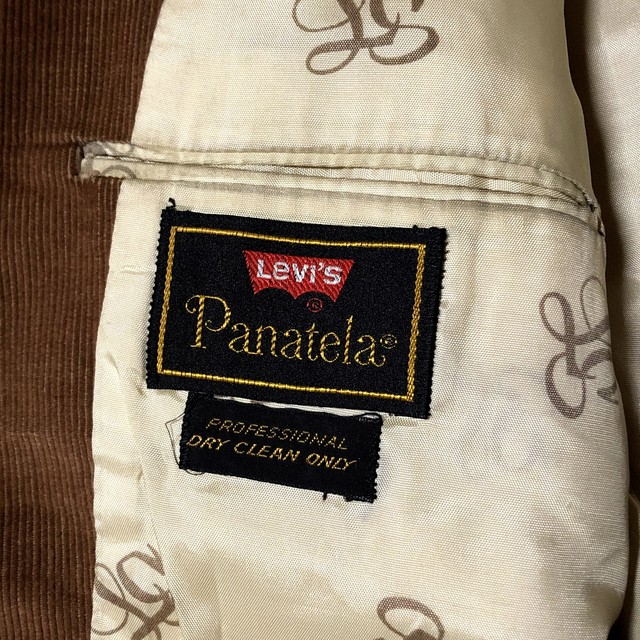 Levi's ®
Panatela®
PROFESSIONAL
DRY CLEAN ONLY